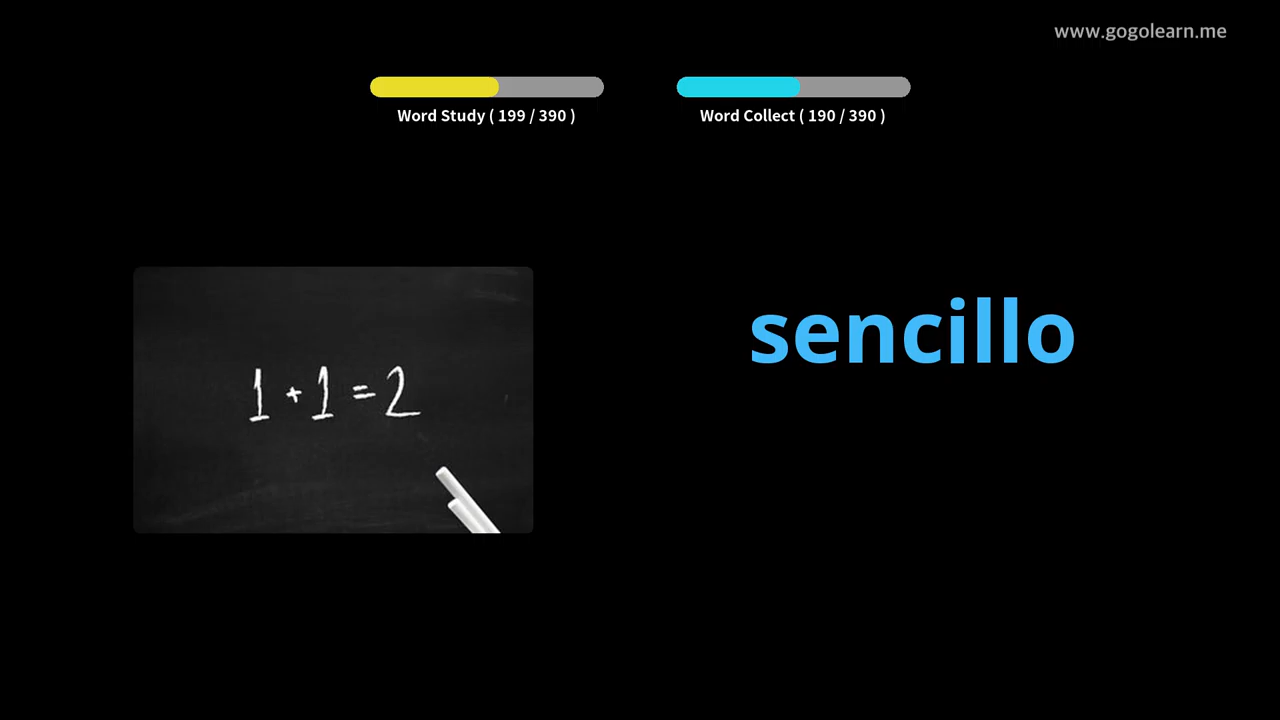 www.gogolearn.me
Word Study ( 199 / 390 )
Word Collect ( 190 / 390 )
1 + 1 = 2
sencillo